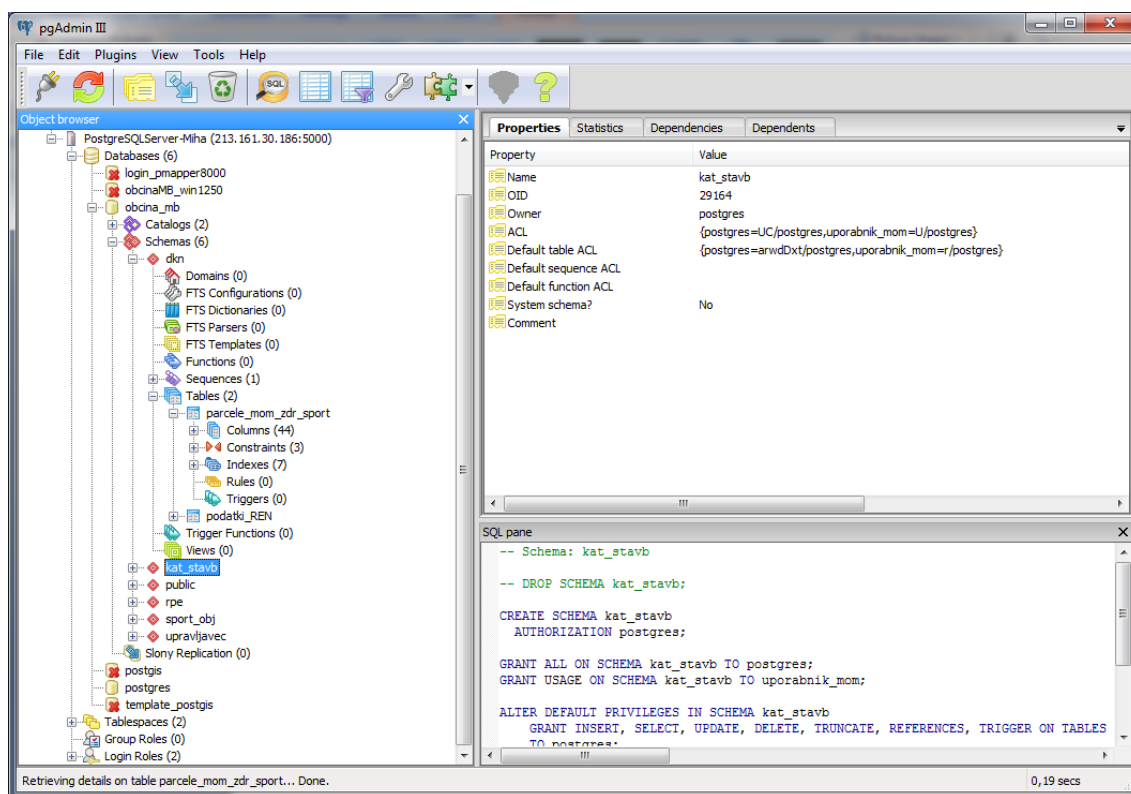 pgAdmin III
File Edit Plugins View Tools Help
SQL
Object browser
PostgreSQLServer-Miha (213.161.30.186:5000)
Databases (6)
login_pmapper8000
obcinaMB_win1250
obcina_mb
Catalogs (2)
Schemas (6)
dkn
Domains (0)
FTS Configurations (0)
FTS Dictionaries (0)
FTS Parsers (0)
FTS Templates (0)
Functions (0)
Sequences (1)
Tables (2)
parcele_mom_zdr_sport
Columns (44)
Constraints (3)
Indexes (7)
Rules (0)
Triggers (0)
podatki_REN
Trigger Functions (0)
Views (0)
kat_stavb
public
rpe
sport_obj
upravljavec
Slony Replication (0)
postgis
postgres
template_postgis
Tablespaces (2)
Group Roles (0)
Login Roles (2)
Properties Statistics Dependencies Dependents
Property Value
Name kat_stavb
OID 29164
Owner postgres
ACL {postgres=UC/postgres,uporabnik_mom=U/postgres}
Default table ACL {postgres=arwdDxt/postgres,uporabnik_mom=r/postgres}
Default sequence ACL
Default function ACL
System schema? No
Comment
SQL pane
-- Schema: kat_stavb
-- DROP SCHEMA kat_stavb;
CREATE SCHEMA kat_stavb
AUTHORIZATION postgres;
GRANT ALL ON SCHEMA kat_stavb TO postgres;
GRANT USAGE ON SCHEMA kat_stavb TO uporabnik_mom;
ALTER DEFAULT PRIVILEGES IN SCHEMA kat_stavb
GRANT INSERT, SELECT, UPDATE, DELETE, TRUNCATE, REFERENCES, TRIGGER ON TABLES
TO postgres;
Retrieving details on table parcele_mom_zdr_sport... Done. 0,19 secs